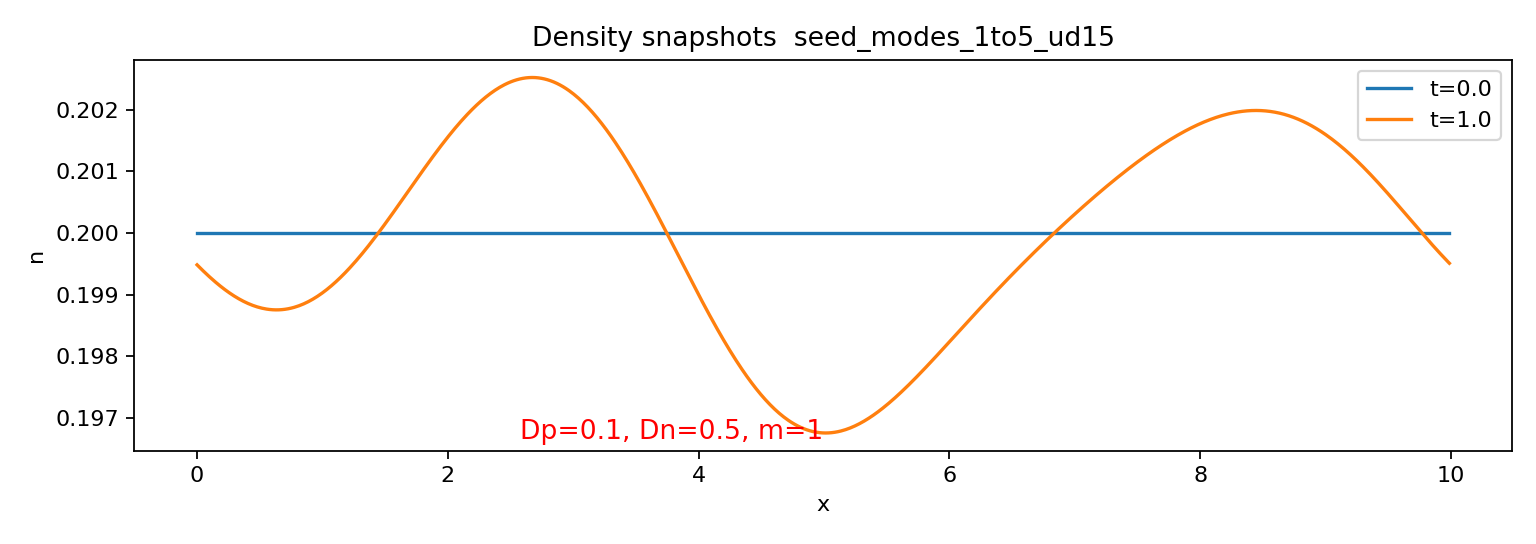 Density snapshots  seed_modes_1to5_ud15
t=0.0
t=1.0
0.202
0.201
0.200
0.199
0.198
0.197
n
Dp=0.1, Dn=0.5, m=1
0 2 4 6 8 10
x